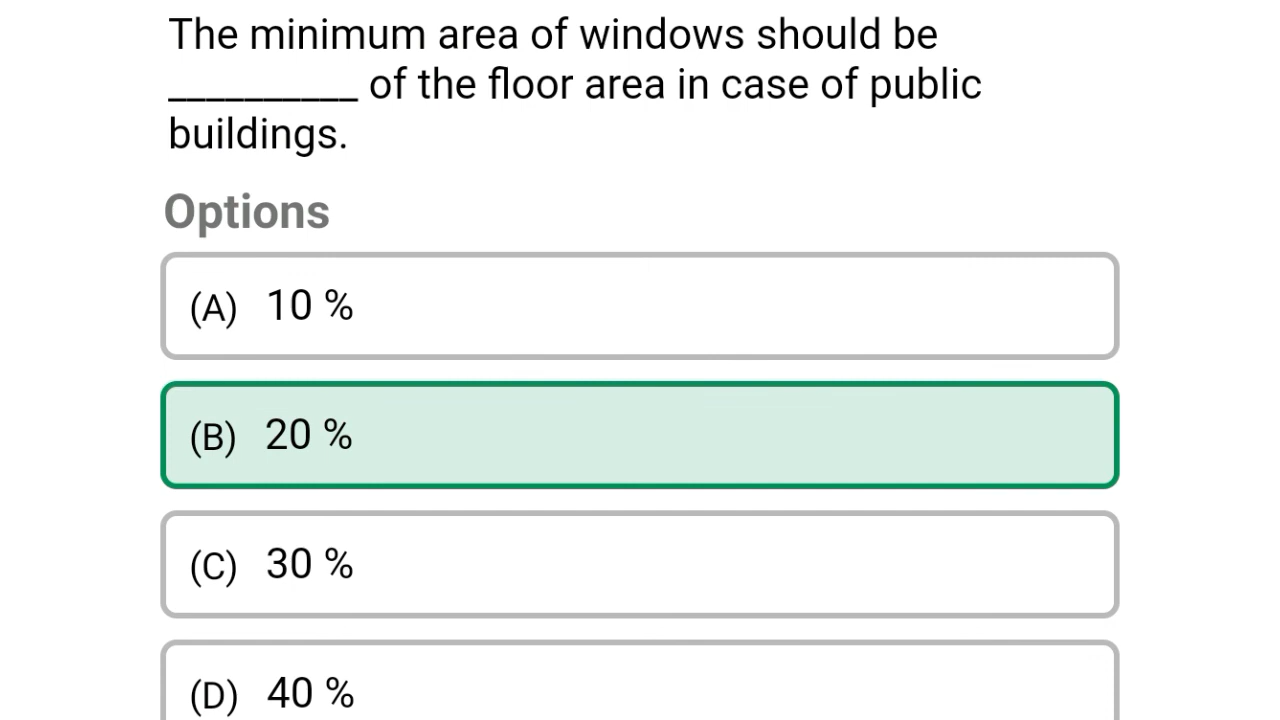 The minimum area of windows should be
__________ of the floor area in case of public
buildings.
Options
(A) 10 %
(B) 20 %
(C) 30 %
(D) 40 %